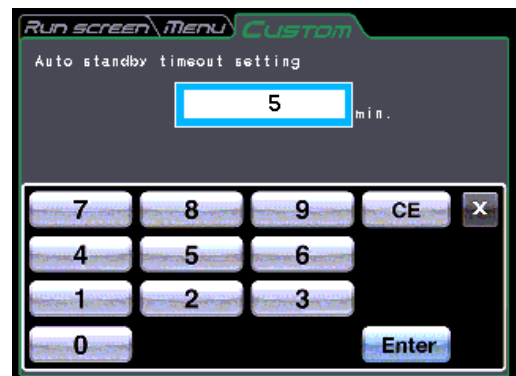 Run screen Menu Custom
Auto standby timeout setting
5 min.
7 8 9 CE X
4 5 6
1 2 3
0 Enter